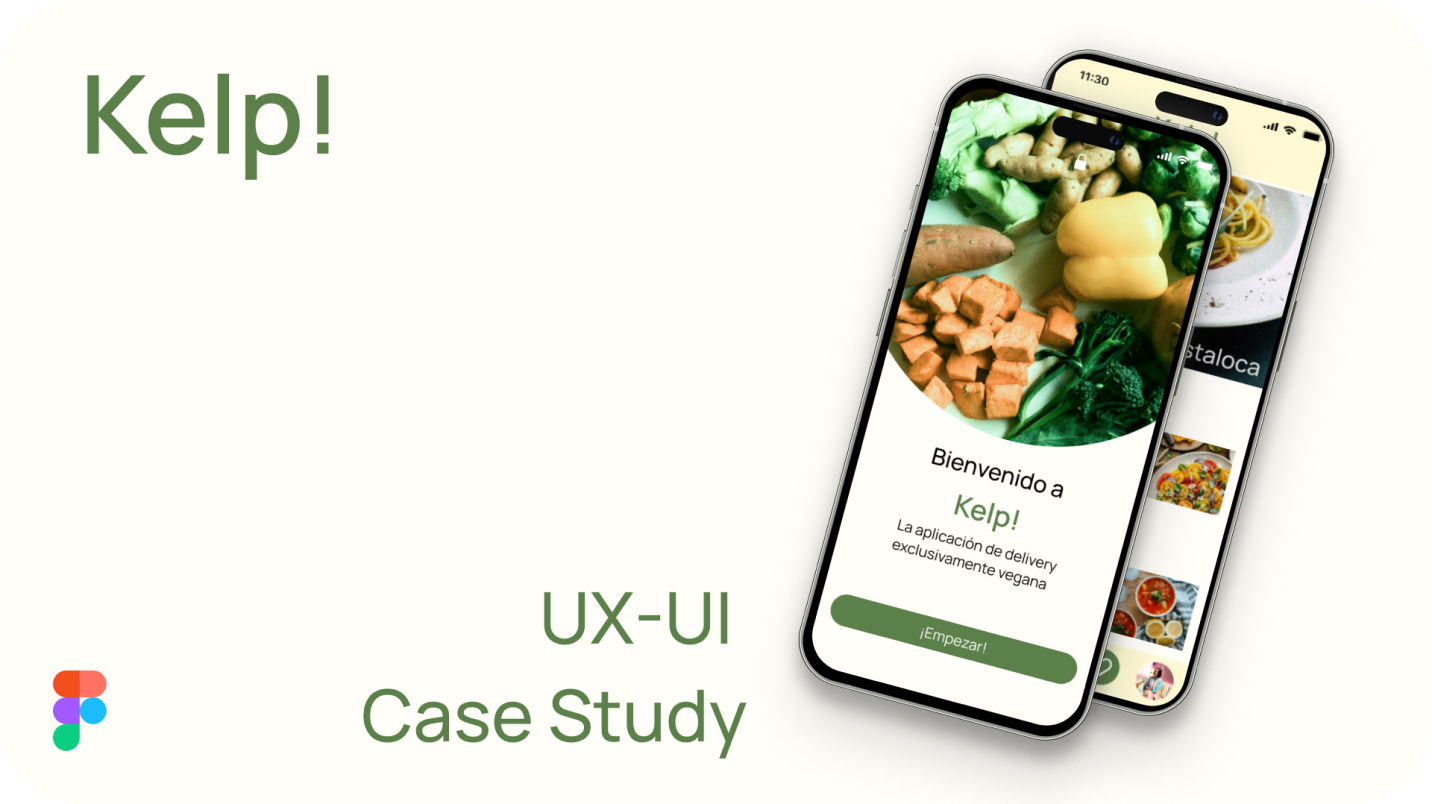 Kelp!
11:30
staloca
Bienvenido a
Kelp!
La aplicación de delivery
exclusivamente vegana
¡Empezar!
UX-UI
Case Study